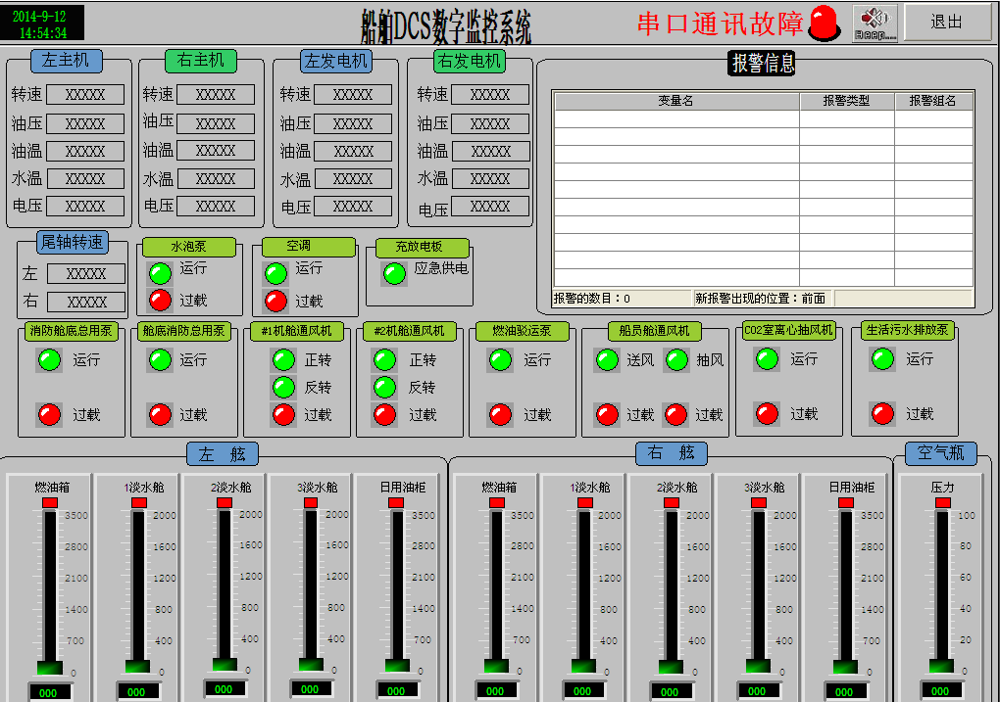 2014-9-12
14:54:34
船舶DCS数字监控系统
串口通讯故障
Beep...
退出
左主机
右主机
左发电机
右发电机
报警信息
转速 XXXXX 转速 XXXXX 转速 XXXXX 转速 XXXXX
油压 XXXXX 油压 XXXXX 油压 XXXXX 油压 XXXXX
油温 XXXXX 油温 XXXXX 油温 XXXXX 油温 XXXXX
水温 XXXXX 水温 XXXXX 水温 XXXXX 水温 XXXXX
电压 XXXXX 电压 XXXXX 电压 XXXXX 电压 XXXXX
变量名 报警类型 报警组名
报警的数目:0 新报警出现的位置:前面
尾轴转速
左 XXXXX
右 XXXXX
水泡泵
运行
过载
空调
运行
过载
充放电板
应急供电
消防舱底总用泵
运行
过载
舱底消防总用泵
运行
过载
#1机舱通风机
正转
反转
过载
#2机舱通风机
正转
反转
过载
燃油驳运泵
运行
过载
船员舱通风机
送风 抽风
过载 过载
CO2室离心抽风机
运行
过载
生活污水排放泵
运行
过载
左 舷
燃油箱 1淡水舱 2淡水舱 3淡水舱 日用油柜
3500 2000 2000 2000 3500
2800 1600 1600 1600 2800
2100 1200 1200 1200 2100
1400 800 800 800 1400
700 400 400 400 700
0 0 0 0 0
000 000 000 000 000
右 舷
燃油箱 1淡水舱 2淡水舱 3淡水舱 日用油柜
3500 2000 2000 2000 3500
2800 1600 1600 1600 2800
2100 1200 1200 1200 2100
1400 800 800 800 1400
700 400 400 400 700
0 0 0 0 0
000 000 000 000 000
空气瓶
压力
100
80
60
40
20
0
000